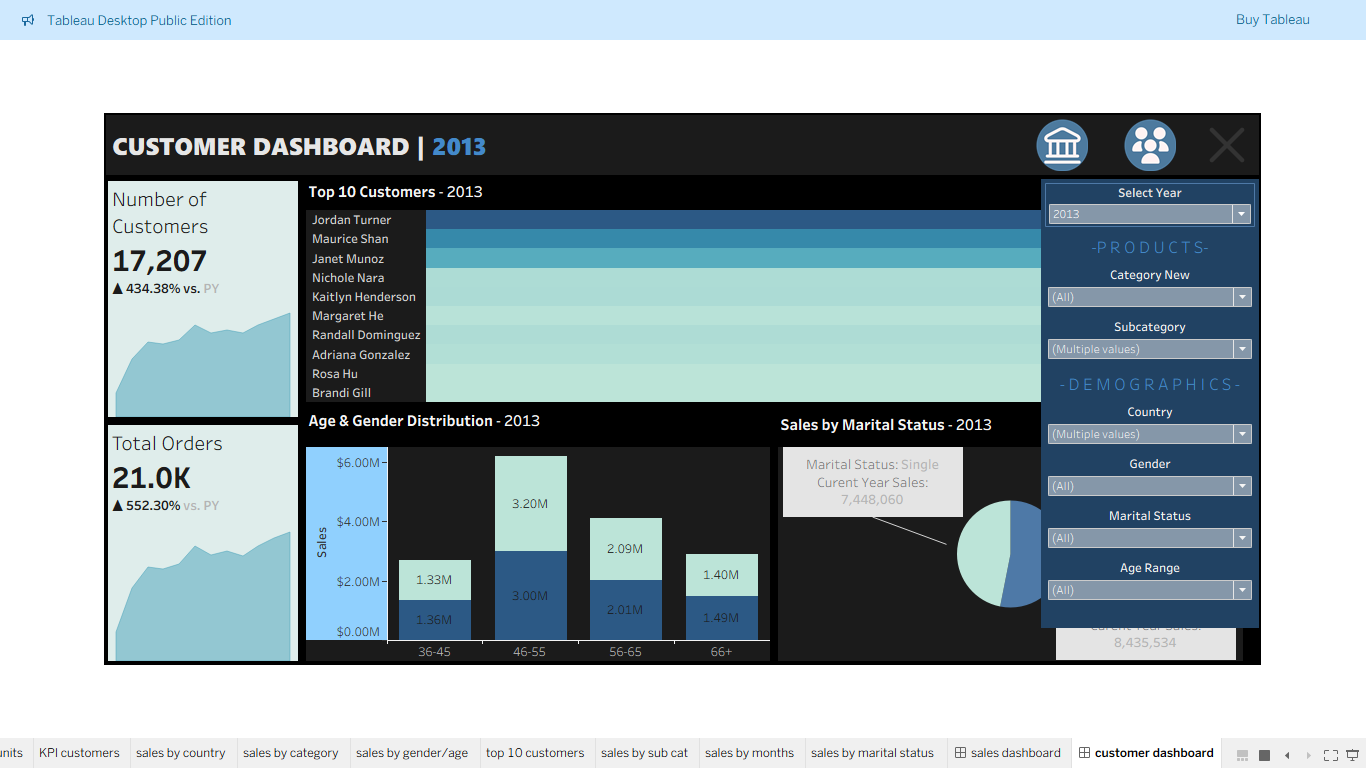 Tableau Desktop Public Edition
Buy Tableau
CUSTOMER DASHBOARD | 2013
Number of
Customers
17,207
▲ 434.38% vs. PY
Total Orders
21.0K
▲ 552.30% vs. PY
Top 10 Customers - 2013
Jordan Turner
Maurice Shan
Janet Munoz
Nichole Nara
Kaitlyn Henderson
Margaret He
Randall Dominguez
Adriana Gonzalez
Rosa Hu
Brandi Gill
Age & Gender Distribution - 2013
Sales
$6.00M
$4.00M
$2.00M
$0.00M
1.33M
1.36M
3.20M
3.00M
2.09M
2.01M
1.40M
1.49M
36-45
46-55
56-65
66+
Sales by Marital Status - 2013
Marital Status: Single
Curent Year Sales:
7,448,060
Curent Year Sales:
8,435,534
Select Year
2013
-PRODUCTS-
Category New
(All)
Subcategory
(Multiple values)
-DEMOGRAPHICS-
Country
(Multiple values)
Gender
(All)
Marital Status
(All)
Age Range
(All)
units
KPI customers
sales by country
sales by category
sales by gender/age
top 10 customers
sales by sub cat
sales by months
sales by marital status
sales dashboard
customer dashboard